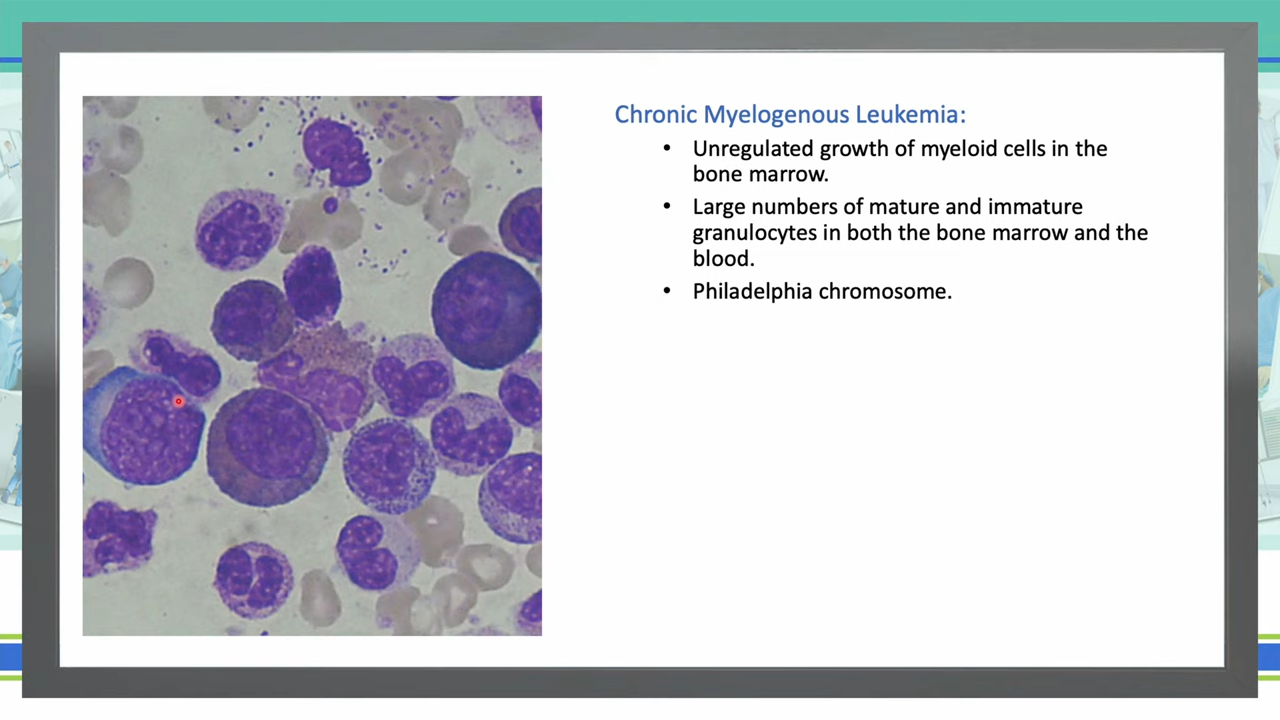 Chronic Myelogenous Leukemia:
• Unregulated growth of myeloid cells in the
bone marrow.
• Large numbers of mature and immature
granulocytes in both the bone marrow and the
blood.
• Philadelphia chromosome.